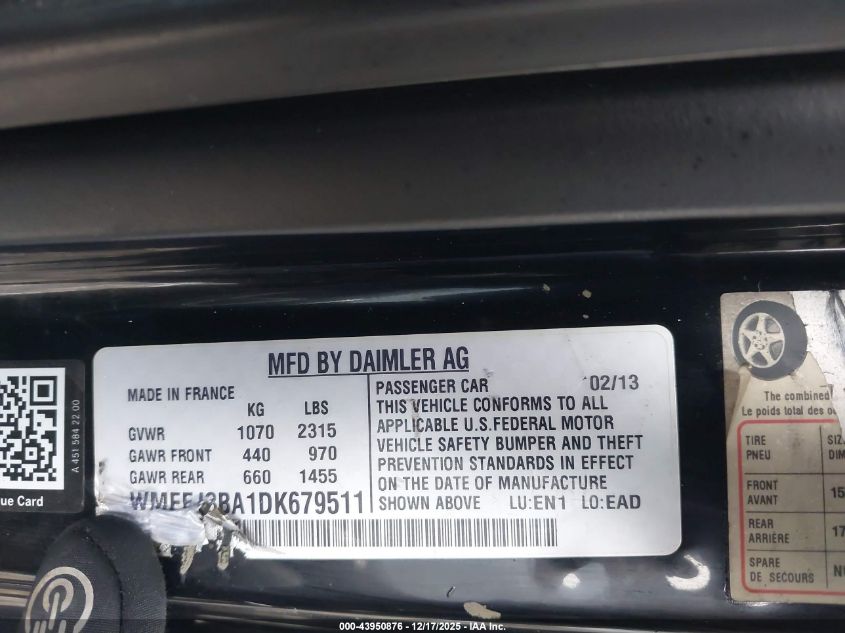 MFD BY DAIMLER AG
MADE IN FRANCE
KG LBS
GVWR 1070 2315
GAWR FRONT 440 970
GAWR REAR 660 1455
WMEEJ3BA1DK679511
PASSENGER CAR 02/13
THIS VEHICLE CONFORMS TO ALL
APPLICABLE U.S.FEDERAL MOTOR
VEHICLE SAFETY BUMPER AND THEFT
PREVENTION STANDARDS IN EFFECT
ON THE DATE OF MANUFACTURE
SHOWN ABOVE LU:EN1 LO:EAD
A 451 584 22 00
ue Card
The combined
Le poids total des
TIRE
PNEU
FRONT 15
AVANT
REAR 17
ARRIÈRE
SPARE
DE SECOURS
000-43950876 - 12/17/2025 - IAA Inc.